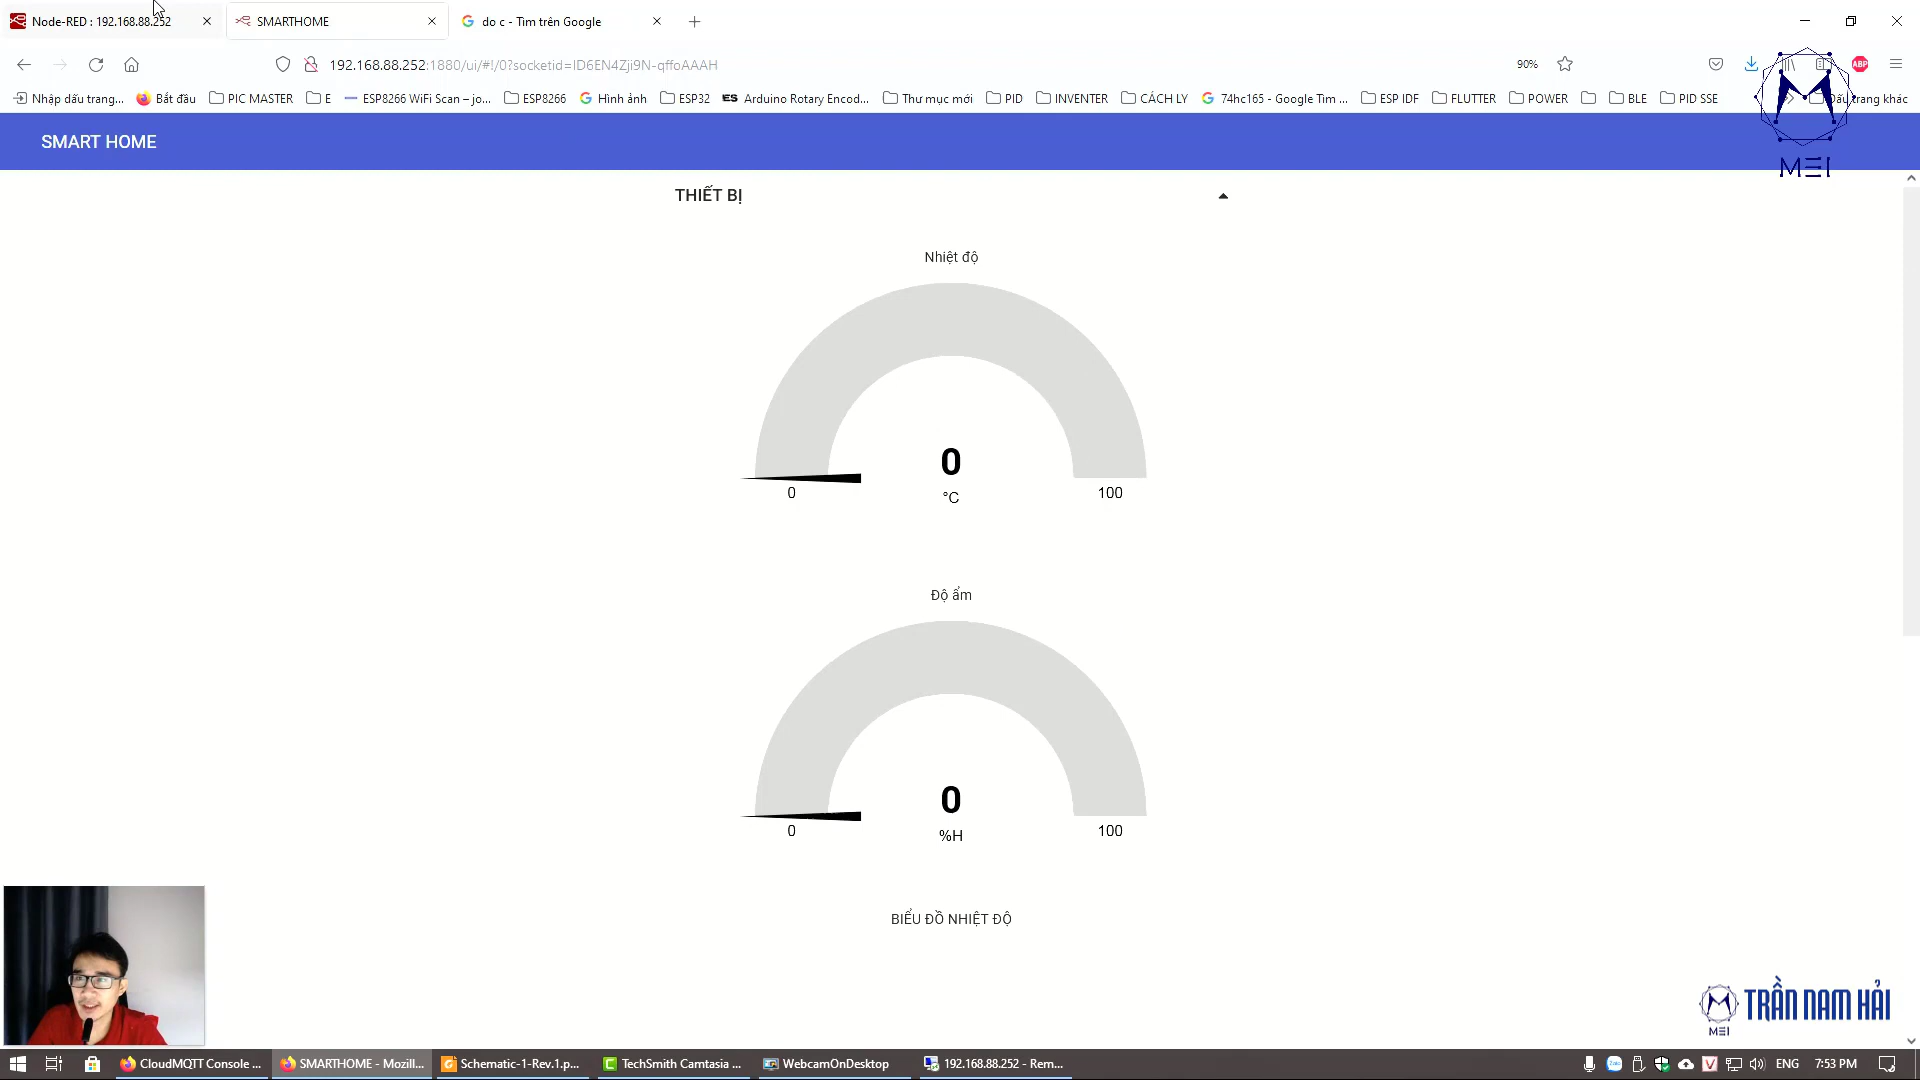 Node-RED : 192.168.88.252
SMARTHOME
do c - Tìm trên Google
192.168.88.252:1880/ui/#!/0?socketid=ID6EN4Zji9N-qffoAAAH
90%
ABP
Nhập dấu trang...
Bắt đầu
PIC MASTER
E
ESP8266 WiFi Scan – jo...
ESP8266
Hình ảnh
ESP32
ES
Arduino Rotary Encod...
Thư mục mới
PID
INVENTER
CÁCH LY
74hc165 - Google Tìm ...
ESP IDF
FLUTTER
POWER
BLE
PID SSE
Dấu trang khác
MEI
SMART HOME
THIẾT BỊ
Nhiệt độ
0
°C
0
100
Độ ẩm
0
%H
0
100
BIỂU ĐỒ NHIỆT ĐỘ
MEI
TRẦN NAM HẢI
CloudMQTT Console ...
SMARTHOME - Mozill...
Schematic-1-Rev.1.p...
TechSmith Camtasia ...
WebcamOnDesktop
192.168.88.252 - Rem...
ENG
7:53 PM